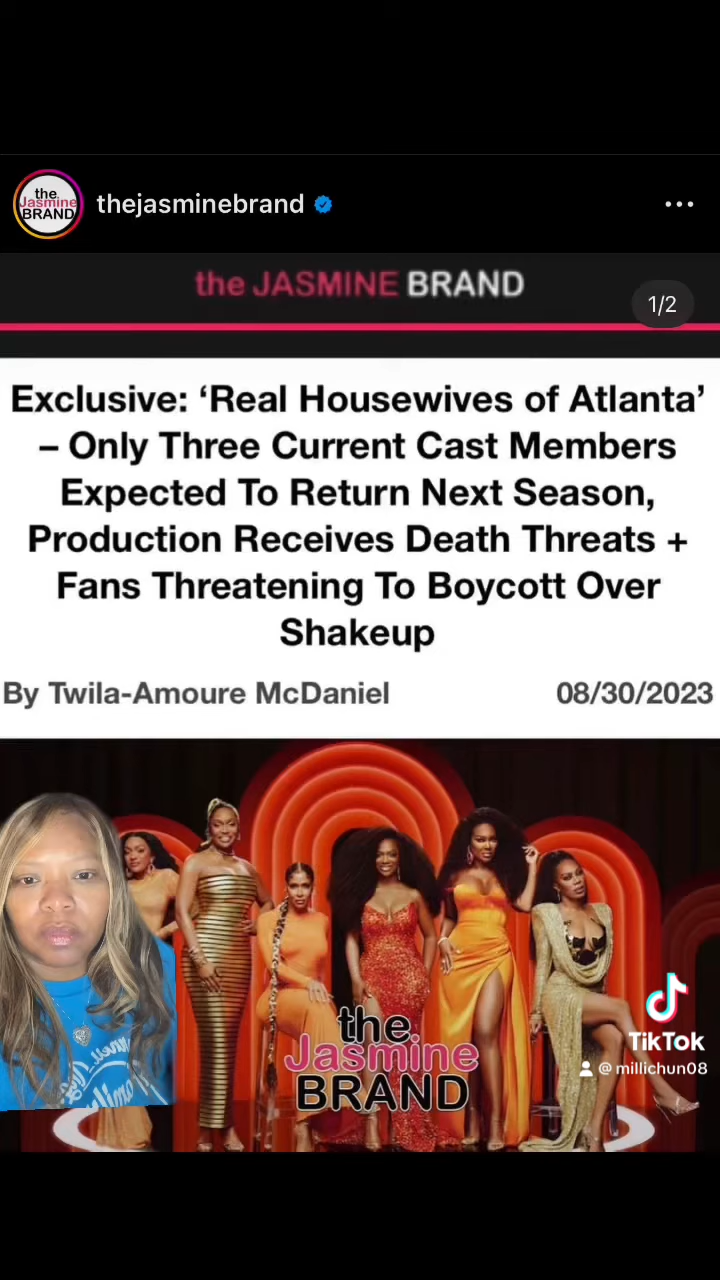 the
Jasmine
BRAND
thejasminebrand
the JASMINE BRAND
1/2
Exclusive: ‘Real Housewives of Atlanta’
– Only Three Current Cast Members
Expected To Return Next Season,
Production Receives Death Threats +
Fans Threatening To Boycott Over
Shakeup
By Twila-Amoure McDaniel 08/30/2023
the
Jasmine
BRAND
TikTok
@millichun08